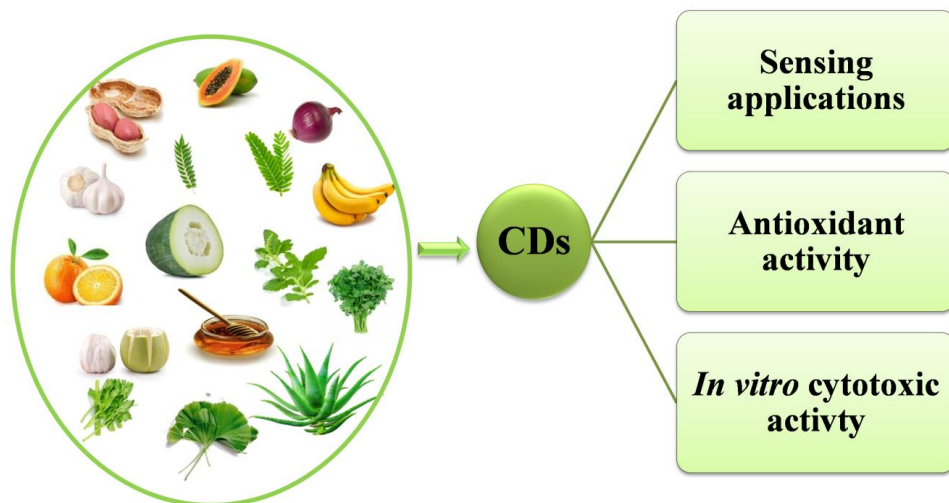 CDs
Sensing
applications
Antioxidant
activity
In vitro cytotoxic
activty